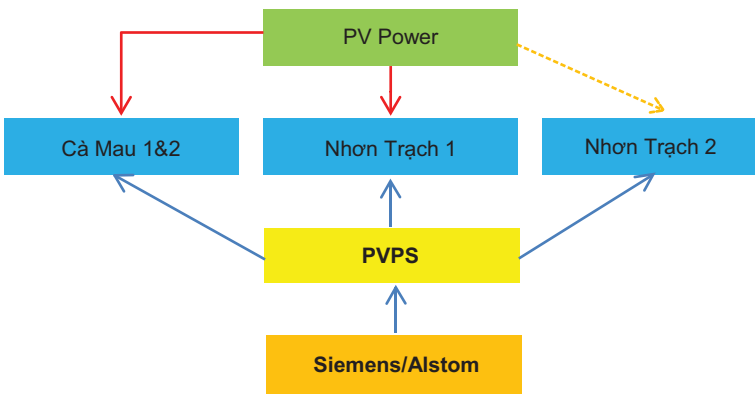 PV Power
Cà Mau 1&2
Nhơn Trạch 1
Nhơn Trạch 2
PVPS
Siemens/Alstom